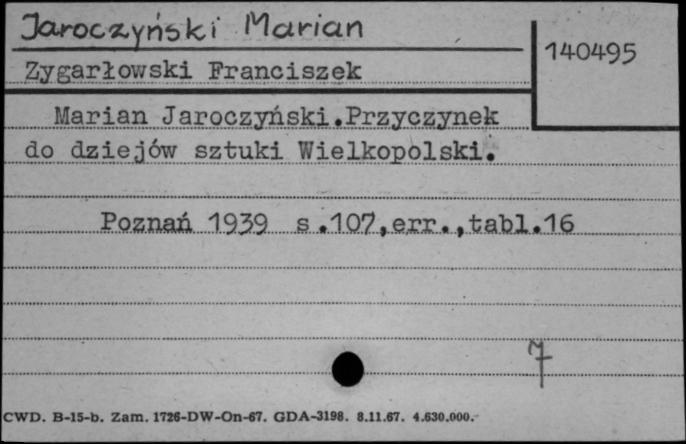 Jaroczyński Marian
140495
Zygarłowski Franciszek
Marian Jaroczyński.Przyczynek
do dziejów sztuki Wielkopolski.
Poznań 1939 s.107,err.,tabl.16
7
CWD. B-15-b. Zam. 1726-DW-On-67. GDA-3198. 8.11.67. 4.630.000.